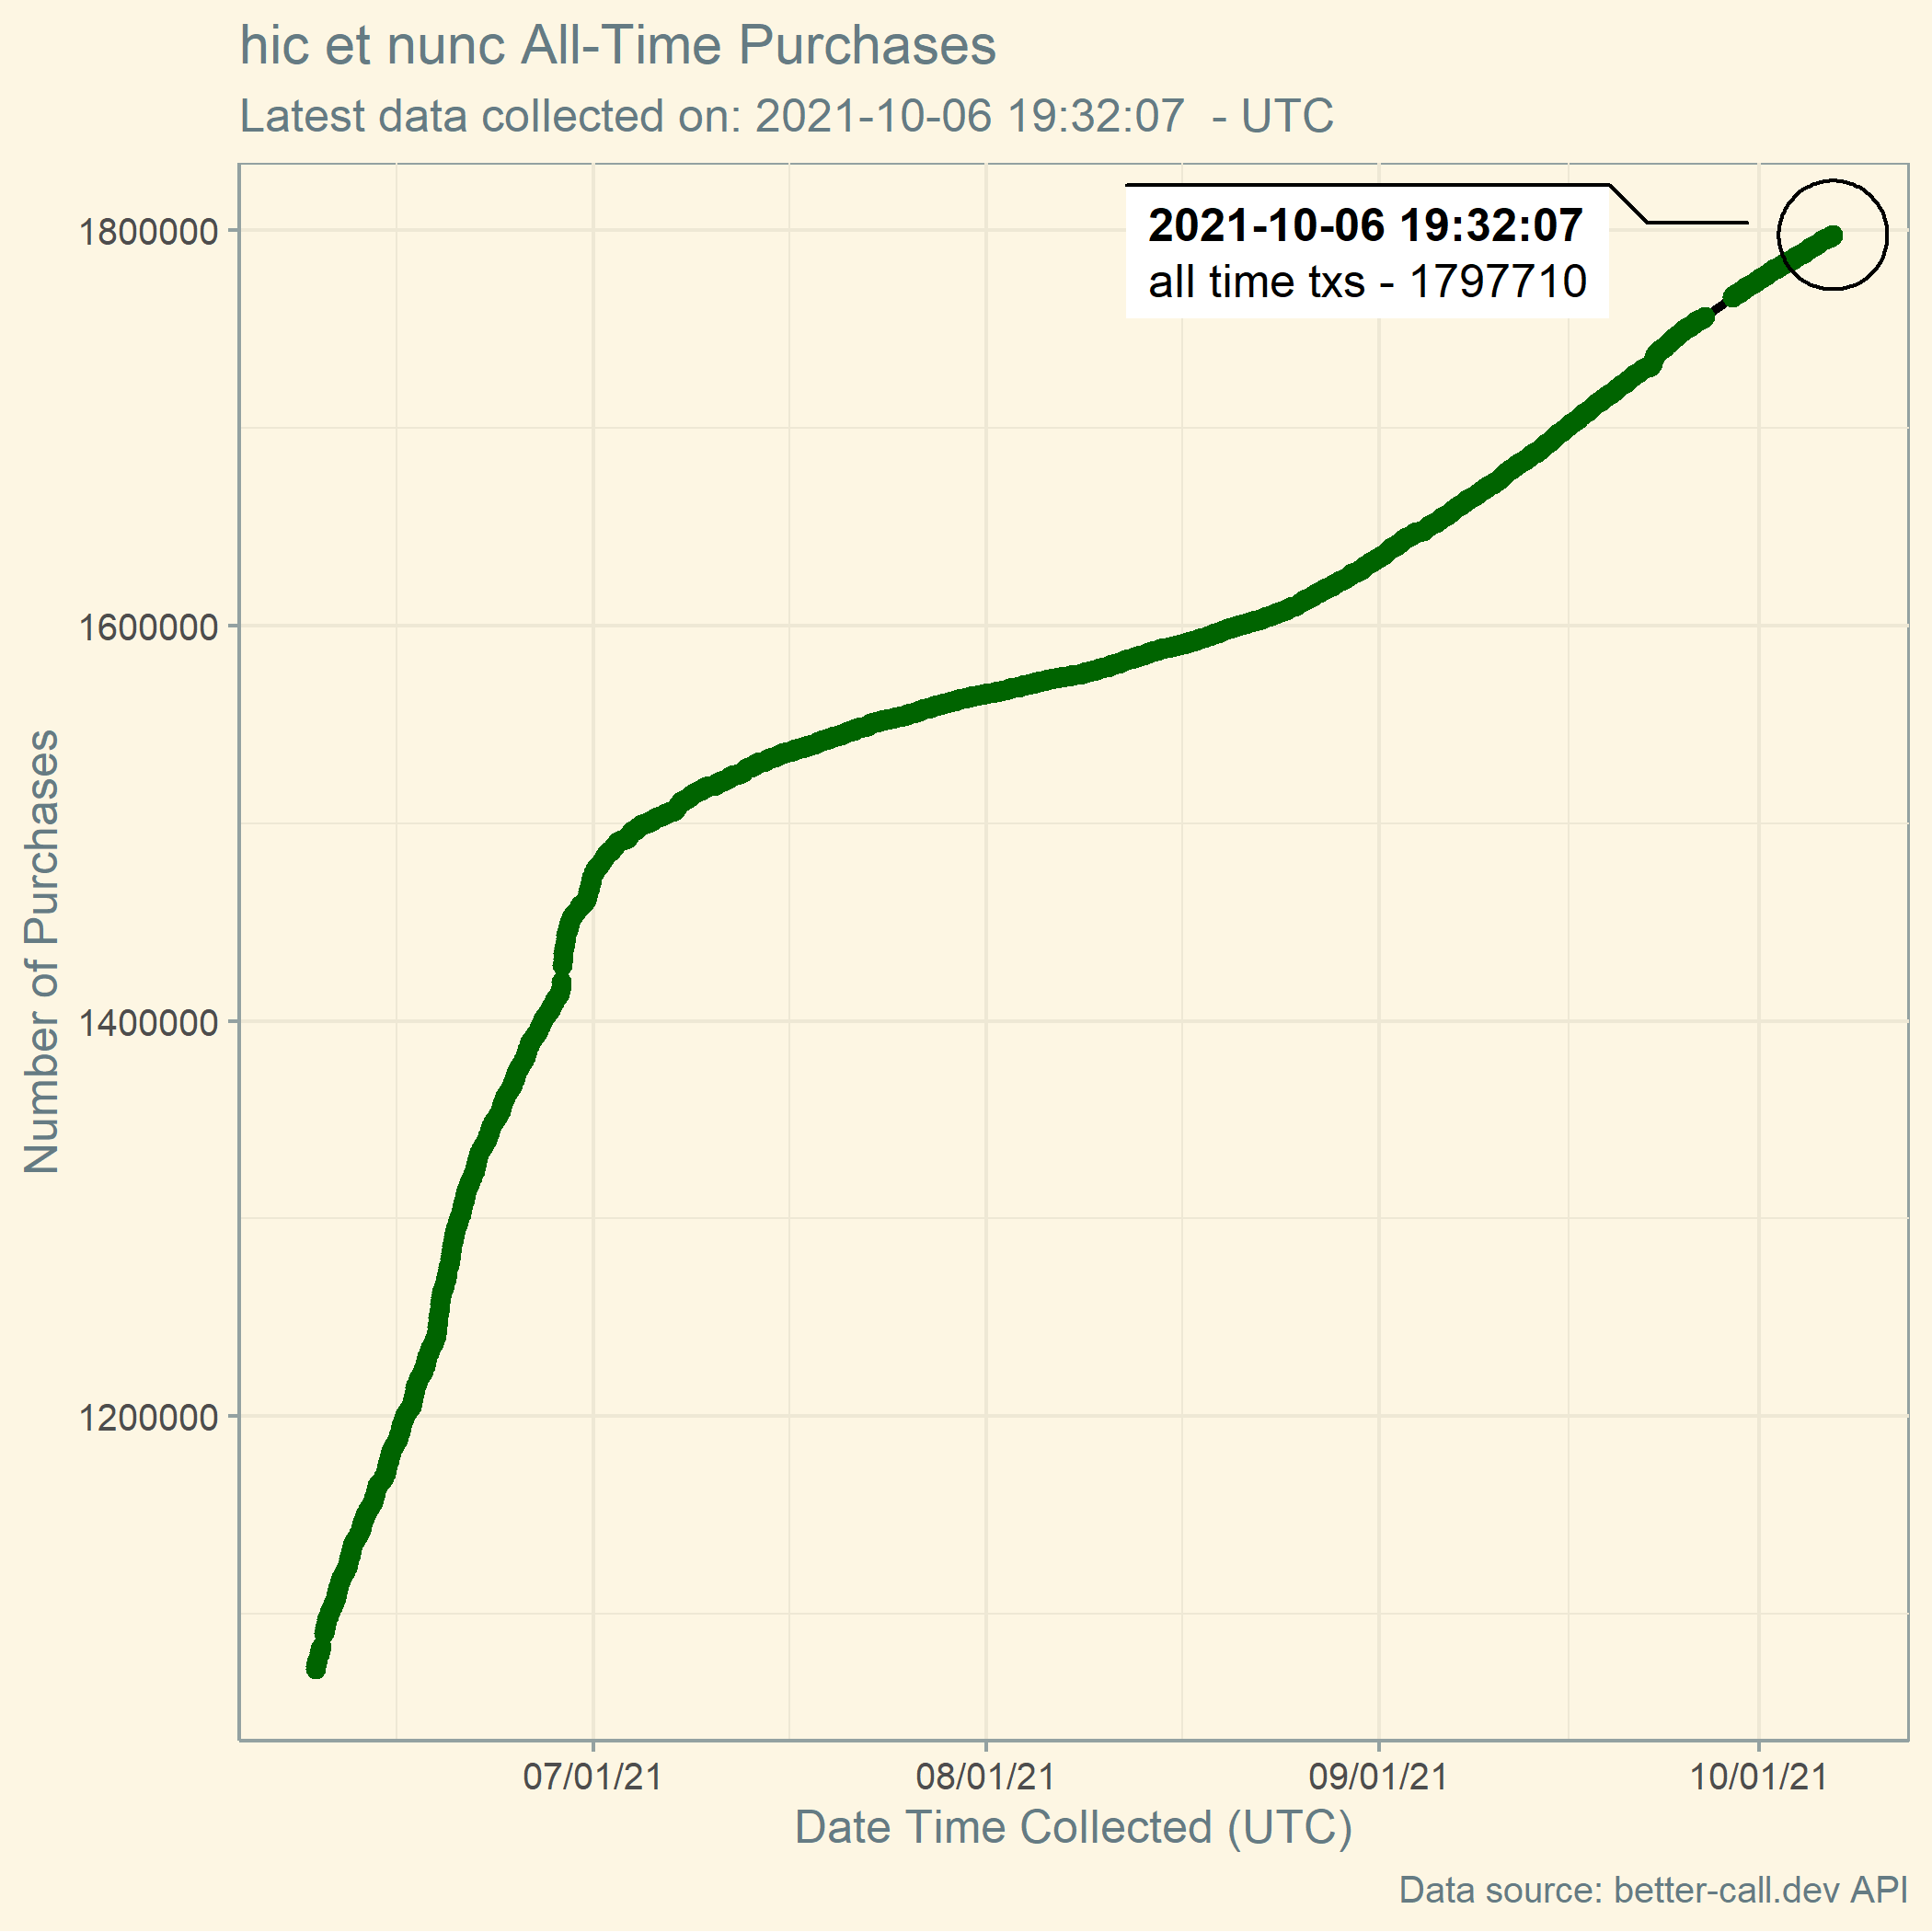 hic et nunc All-Time Purchases
Latest data collected on: 2021-10-06 19:32:07  - UTC
2021-10-06 19:32:07
all time txs - 1797710
Number of Purchases
1800000
1600000
1400000
1200000
07/01/21
08/01/21
09/01/21
10/01/21
Date Time Collected (UTC)
Data source: better-call.dev API